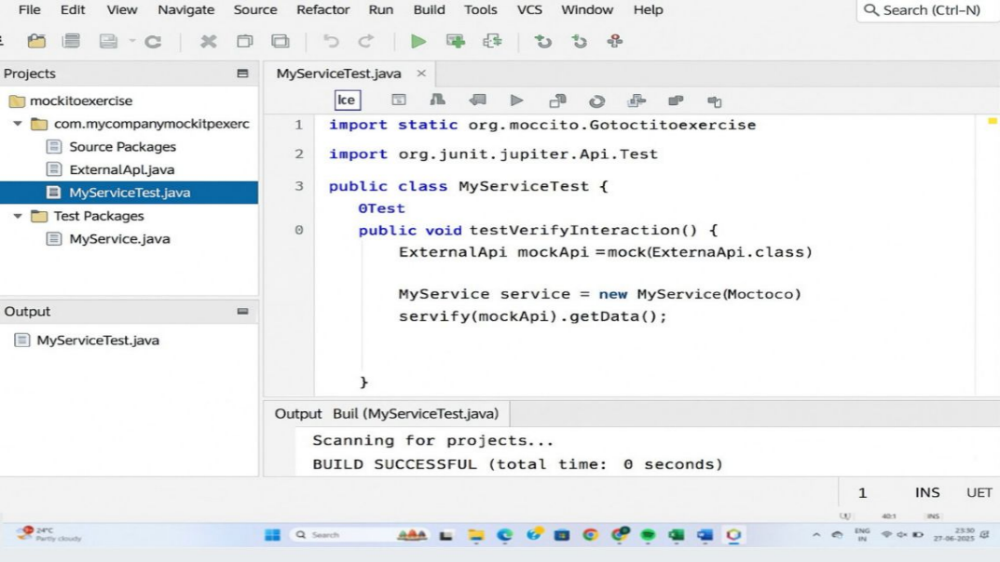 File Edit View Navigate Source Refactor Run Build Tools VCS Window Help
Search (Ctrl–N)
Projects
mockitoexercise
com.mycompanymockitpexerc
Source Packages
ExternalApl.java
MyServiceTest.java
Test Packages
MyService.java
Output
MyServiceTest.java
MyServiceTest.java ×
Ice
1 import static org.moccito.Gotoctitoexercise
2 import org.junit.jupiter.Api.Test
3 public class MyServiceTest {
0Test
0 public void testVerifyInteraction() {
ExternalApi mockApi =mock(ExternaApi.class)
MyService service = new MyService(Moctoco)
servify(mockApi).getData();
}
Output Buil (MyServiceTest.java)
Scanning for projects...
BUILD SUCCESSFUL (total time: 0 seconds)
1 INS UET
40:1 INS
24°C
Partly cloudy
Search
ENG
IN
23:30
27-06-2025